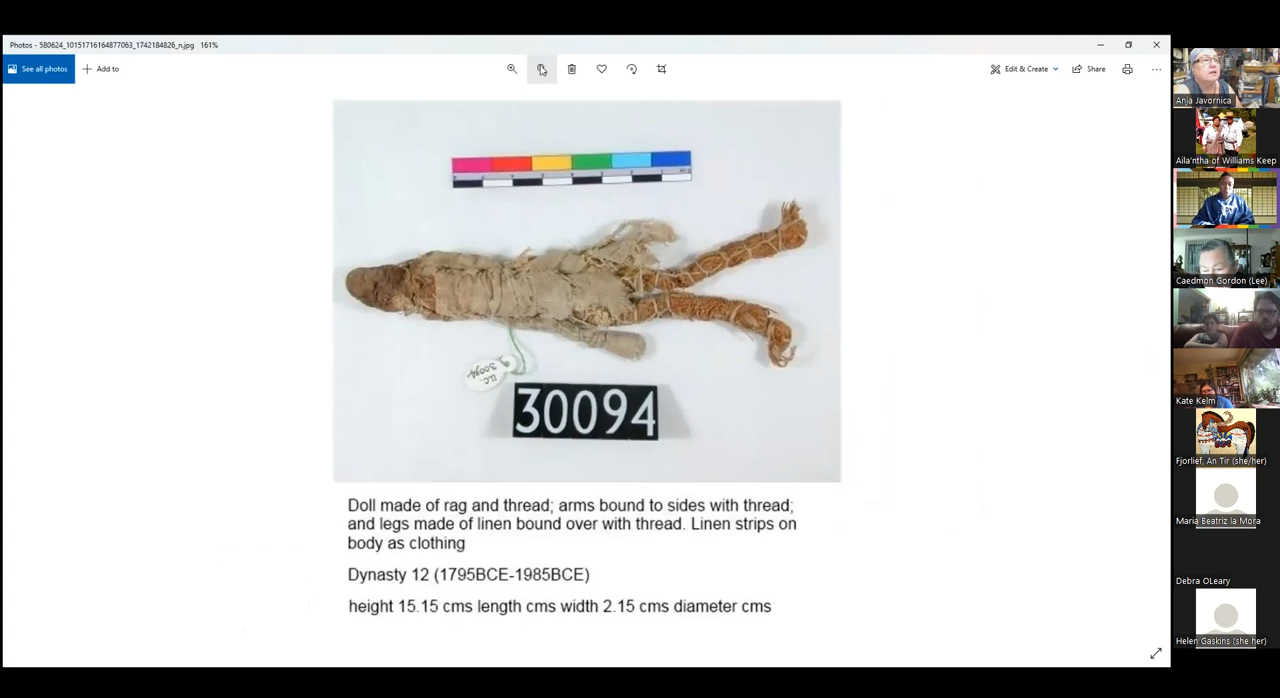 Photos - 580624_10151716164877063_1742184826_n.jpg 161%
See all photos
Add to
Edit & Create
Share
30094
Doll made of rag and thread; arms bound to sides with thread;
and legs made of linen bound over with thread. Linen strips on
body as clothing
Dynasty 12 (1795BCE-1985BCE)
height 15.15 cms length cms width 2.15 cms diameter cms
Anja Javornica
Aila'ntha of Williams Keep
Caedmon Gordon (Lee)
Kate Kelm
Fjorlief, An Tir (she/her)
Maria Beatriz la Mora
Debra OLeary
Helen Gaskins (she her)